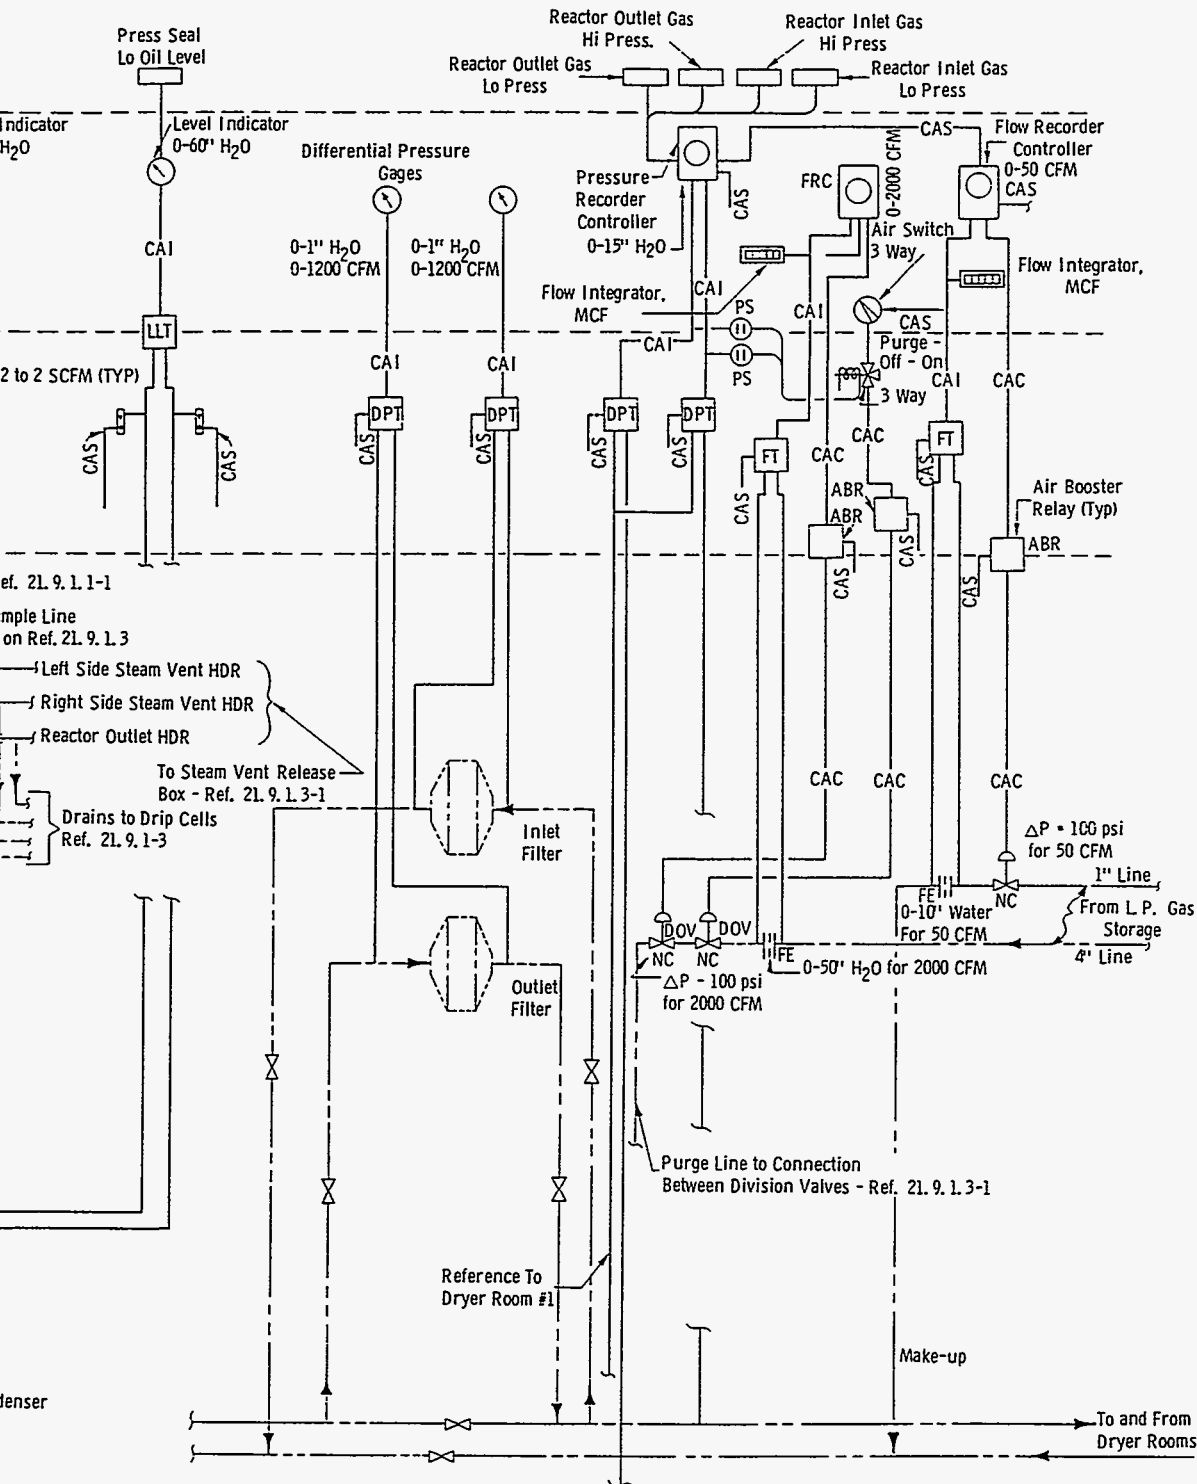 Press Seal
Lo Oil Level
Reactor Outlet Gas
Hi Press.
Reactor Inlet Gas
Hi Press
Reactor Outlet Gas
Lo Press
Reactor Inlet Gas
Lo Press
Indicator
H2O
Level Indicator
0-60" H2O
Differential Pressure
Gages
Pressure
Recorder
Controller
0-15" H2O
CAS
CAS
FRC
0-2000 CFM
Flow Recorder
Controller
0-50 CFM
CAS
CAI
0-1" H2O
0-1200 CFM
0-1" H2O
0-1200 CFM
Air Switch
3 Way
Flow Integrator,
MCF
CAI
PS
CAI
Flow Integrator,
MCF
CAS
LLT
CAI
CAI
CAI
PS
Purge -
Off - On
3 Way
CAI
CAC
2 to 2 SCFM (TYP)
CAS
CAS
DPT
CAS
DPT
CAS
DPT
CAS
DPT
CAS
FT
CAS
CAC
CAC
FT
CAS
ABR
ABR
CAS
CAS
Air Booster
Relay (Typ)
ABR
CAS
ef. 21.9.1.1-1
mple Line
on Ref. 21.9.1.3
Left Side Steam Vent HDR
Right Side Steam Vent HDR
Reactor Outlet HDR
To Steam Vent Release
Box - Ref. 21.9.1.3-1
Drains to Drip Cells
Ref. 21.9.1-3
Inlet
Filter
CAC
CAC
CAC
△P = 100 psi
for 50 CFM
1" Line
NC
FE
0-10" Water
For 50 CFM
From L.P. Gas
Storage
4" Line
DOV
DOV
NC
NC
FE
0-50" H2O for 2000 CFM
△P - 100 psi
for 2000 CFM
Outlet
Filter
Purge Line to Connection
Between Division Valves - Ref. 21.9.1.3-1
Reference To
Dryer Room #1
Make-up
denser
To and From
Dryer Rooms